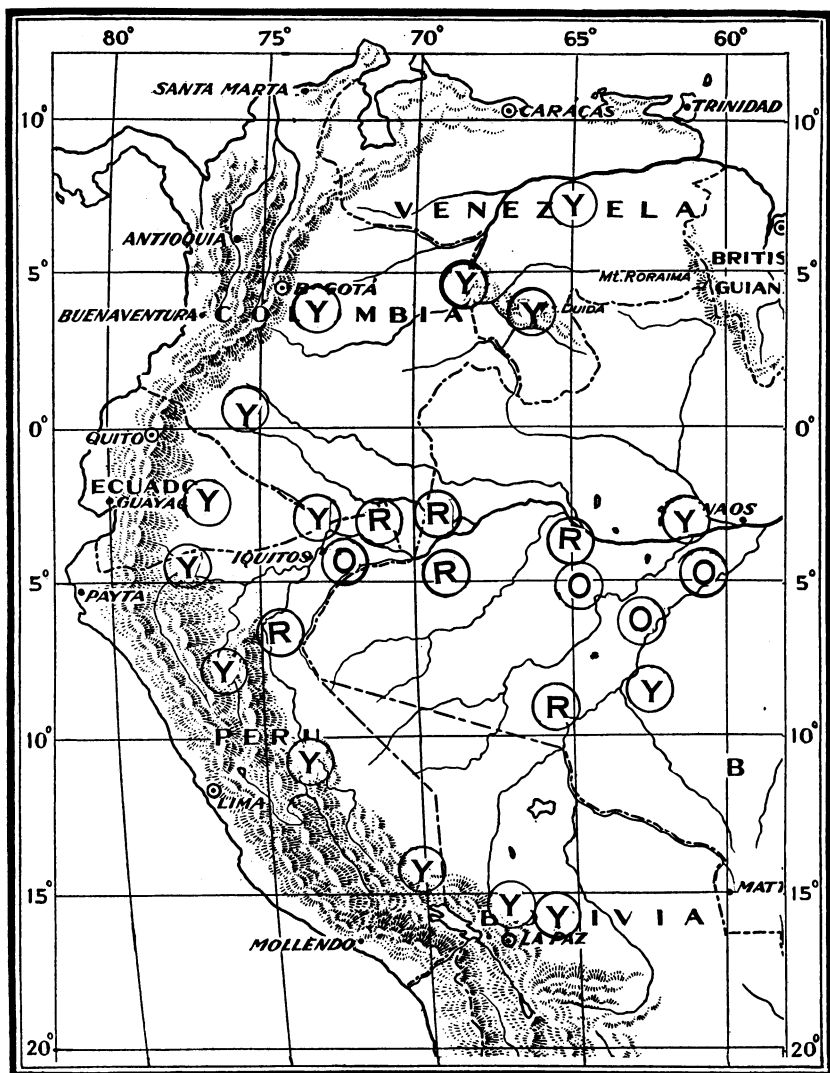 80° 75° 70° 65° 60°
SANTA MARTA
CARACAS
TRINIDAD
10° 10°
VENEZ Y ELA
ANTIOQUIA
BRITIS
5° Y Mt. RORAIMA 5°
BOGOTÁ
GUIAN
Y Y DUIDA
BUENAVENTURA COL MBIA
Y
0° 0°
QUITO
ECUADO
Y
GUAYAQ
Y R R R Y NAOS
IQUITOS O
Y R O O
5° 5°
PAYTA
R O
Y Y
R
10° PERU 10°
Y B
LIMA
Y
15° 15°
MATT
Y Y
B IVIA
MOLLENDO LA PAZ
20° 20°